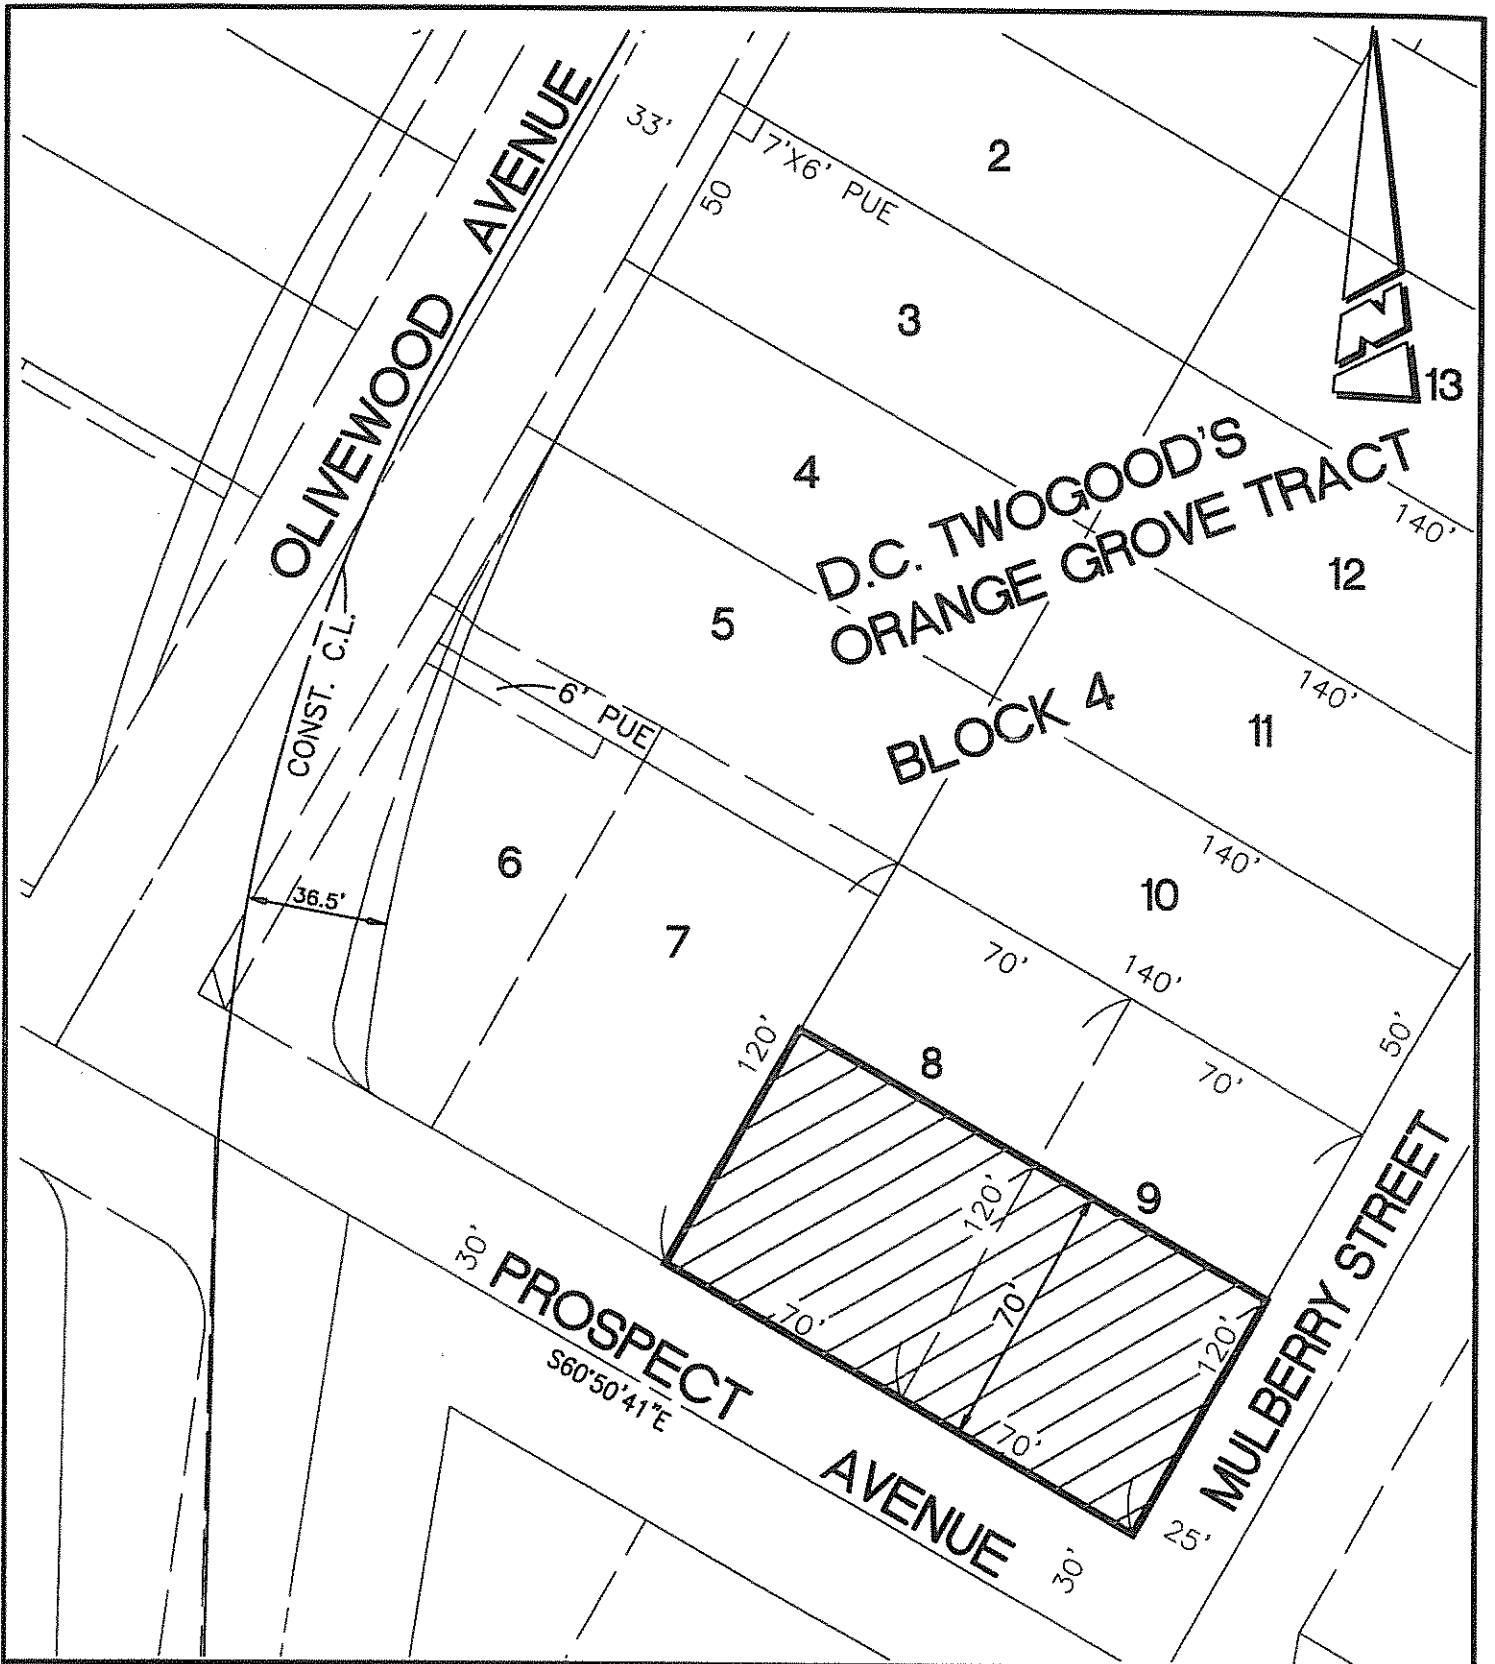 OLIVEWOOD AVENUE
33'
50
7'X6' PUE
2
3
13
4
D.C. TWOGOOD'S
ORANGE GROVE TRACT
140'
12
5
BLOCK 4
140'
11
CONST. C.L.
6' PUE
140'
10
6
36.5'
7
70'
140'
50'
120'
8
70'
9
120'
70'
70'
120'
70'
MULBERRY STREET
30'
PROSPECT AVENUE
S60°50'41"E
30'
25'
N